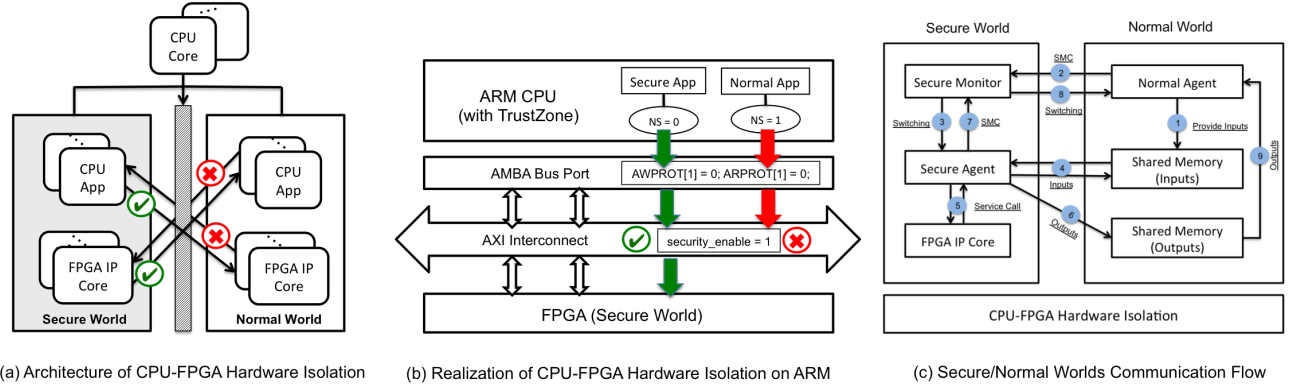 CPU
Core
CPU
App
CPU
App
FPGA IP
Core
FPGA IP
Core
Secure World
Normal World
(a) Architecture of CPU-FPGA Hardware Isolation
ARM CPU
(with TrustZone)
Secure App
Normal App
NS = 0
NS = 1
AMBA Bus Port
AWPROT[1] = 0; ARPROT[1] = 0;
AXI Interconnect
security_enable = 1
FPGA (Secure World)
(b) Realization of CPU-FPGA Hardware Isolation on ARM
Secure World
Normal World
Secure Monitor
SMC
2
8
Switching
Normal Agent
Switching
3
7
SMC
1
Provide Inputs
9
Outputs
Secure Agent
4
Inputs
Shared Memory
(Inputs)
5
Service Call
6
Outputs
FPGA IP Core
Shared Memory
(Outputs)
CPU-FPGA Hardware Isolation
(c) Secure/Normal Worlds Communication Flow